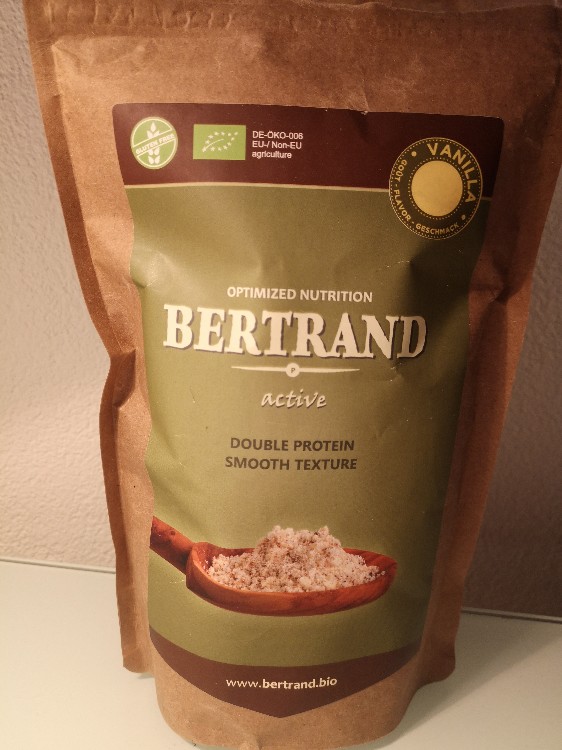 GLUTEN FREE
DE-ÖKO-006
EU-/ Non-EU
agriculture
• VANILLA •
GOÛT - FLAVOR - GESCHMACK
OPTIMIZED NUTRITION
BERTRAND
P
active
DOUBLE PROTEIN
SMOOTH TEXTURE
www.bertrand.bio